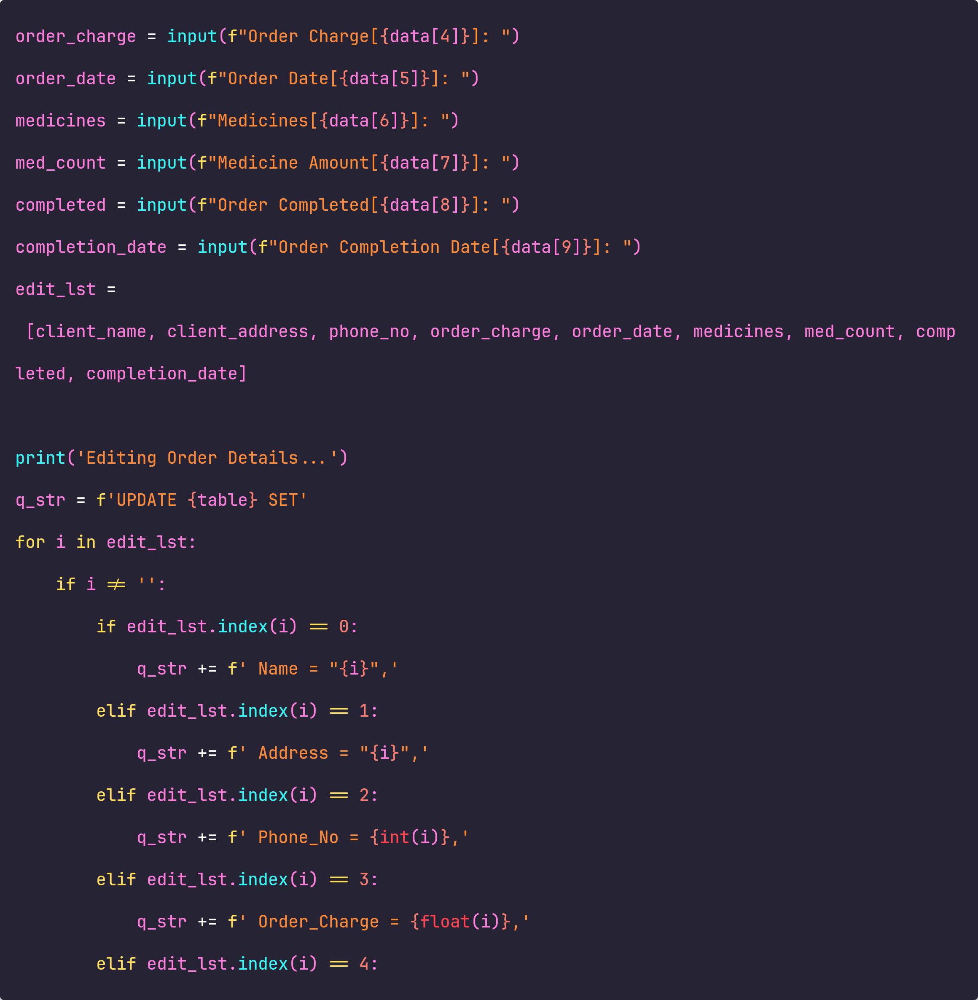 order_charge = input(f"Order Charge[{data[4]}]: ")
order_date = input(f"Order Date[{data[5]}]: ")
medicines = input(f"Medicines[{data[6]}]: ")
med_count = input(f"Medicine Amount[{data[7]}]: ")
completed = input(f"Order Completed[{data[8]}]: ")
completion_date = input(f"Order Completion Date[{data[9]}]: ")
edit_lst =
 [client_name, client_address, phone_no, order_charge, order_date, medicines, med_count, comp
leted, completion_date]

print('Editing Order Details...')
q_str = f'UPDATE {table} SET'
for i in edit_lst:
    if i != '':
        if edit_lst.index(i) == 0:
            q_str += f' Name = "{i}",'
        elif edit_lst.index(i) == 1:
            q_str += f' Address = "{i}",'
        elif edit_lst.index(i) == 2:
            q_str += f' Phone_No = {int(i)},'
        elif edit_lst.index(i) == 3:
            q_str += f' Order_Charge = {float(i)},'
        elif edit_lst.index(i) == 4: